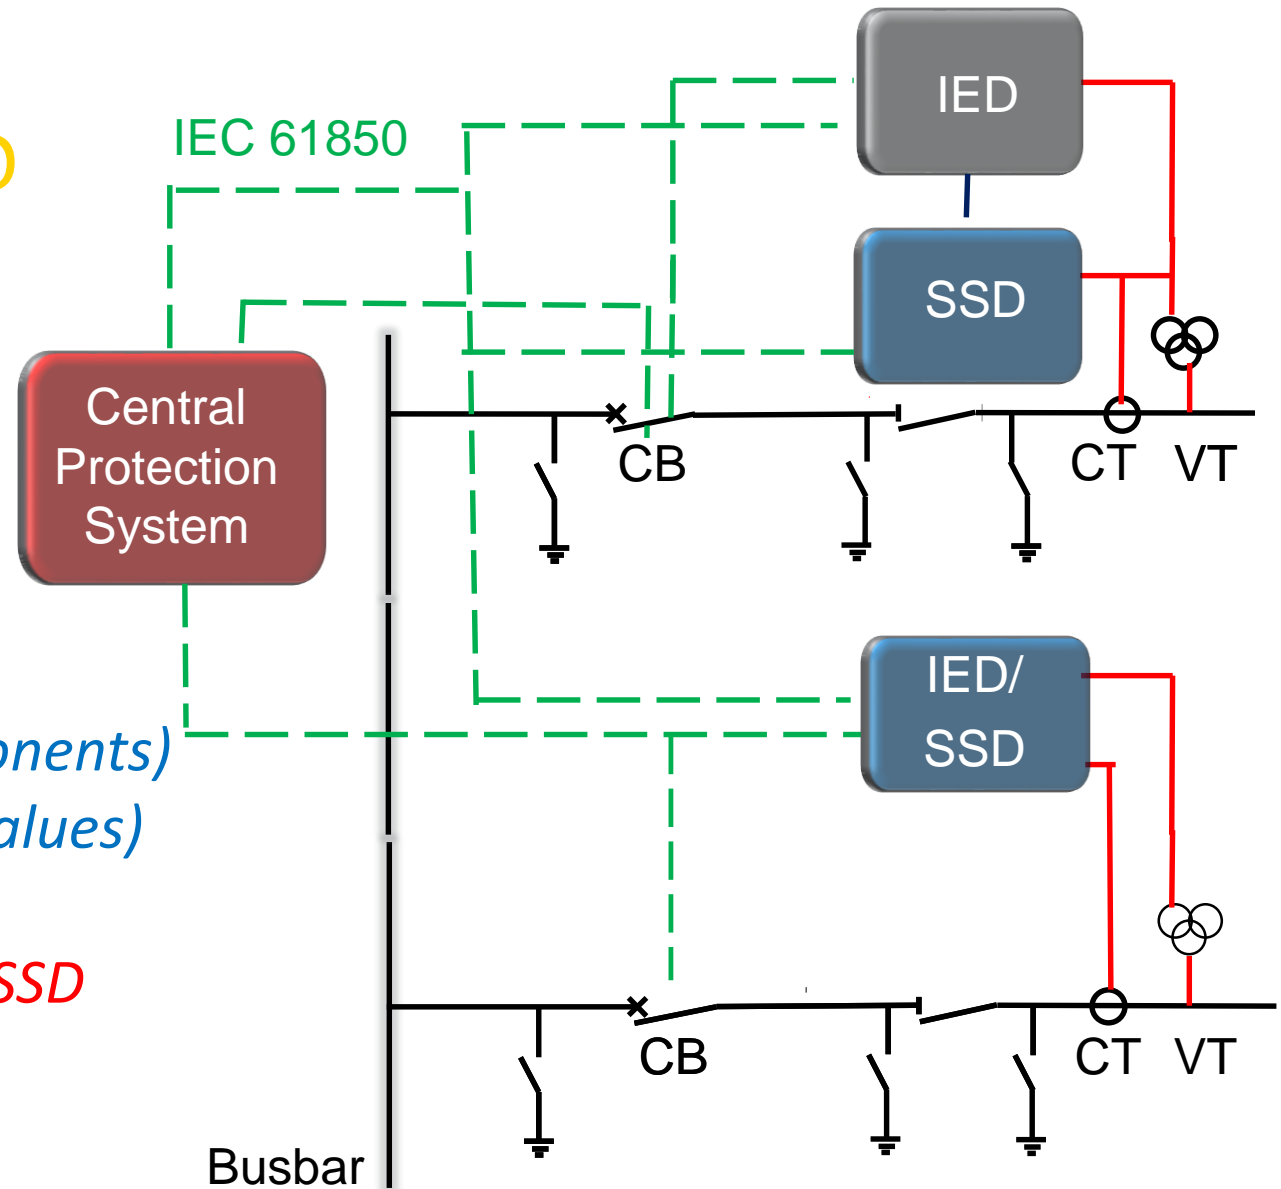 IED
IEC 61850
SSD
Central
Protection
System
CB
CT
VT
IED/
SSD
onents)
alues)
SSD
CB
CT
VT
Busbar